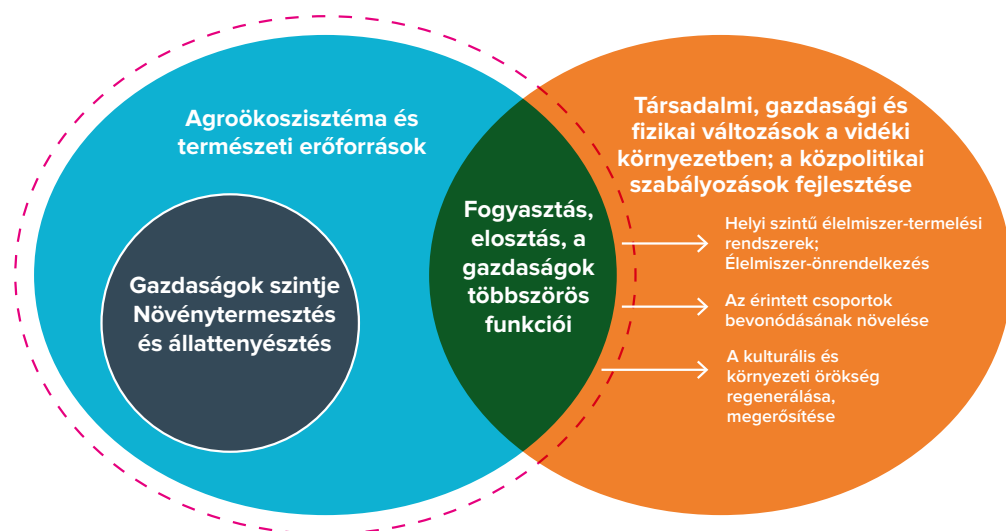 Agroökoszisztéma és
természeti erőforrások
Gazdaságok szintje
Növénytermesztés
és állattenyésztés
Fogyasztás,
elosztás, a
gazdaságok
többszörös
funkciói
Társadalmi, gazdasági és
fizikai változások a vidéki
környezetben; a közpolitikai
szabályozások fejlesztése
Helyi szintű élelmiszer-termelési
rendszerek;
Élelmiszer-önrendelkezés
Az érintett csoportok
bevonódásának növelése
A kulturális és
környezeti örökség
regenerálása,
megerősítése